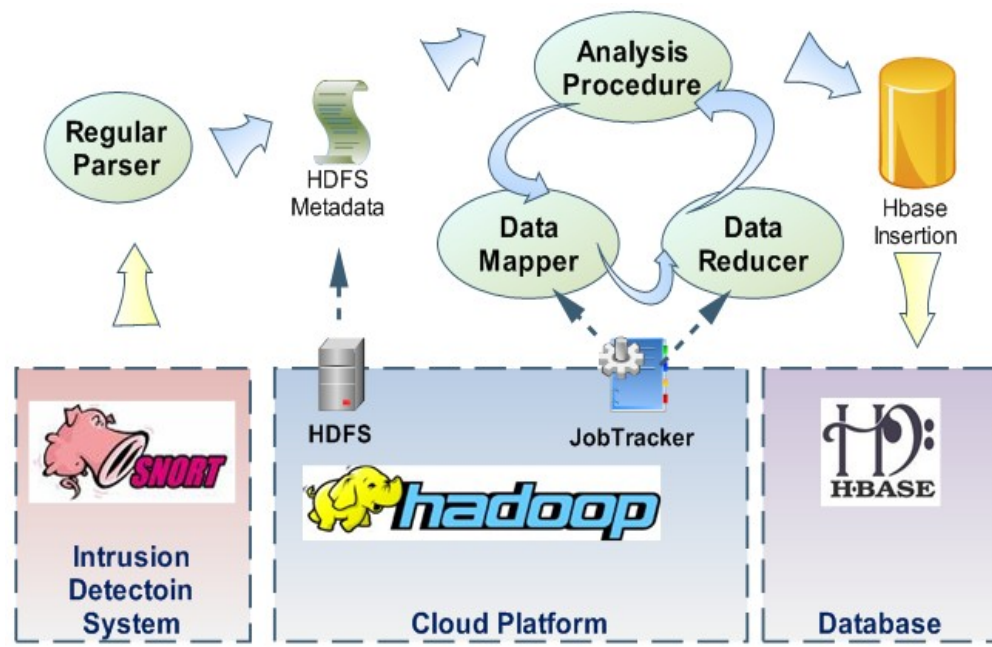 Analysis
Procedure
Regular
Parser
HDFS
Metadata
Data
Mapper
Data
Reducer
Hbase
Insertion
HDFS
JobTracker
SNORT
hadoop
H·BASE
Intrusion
Detectoin
System
Cloud Platform
Database